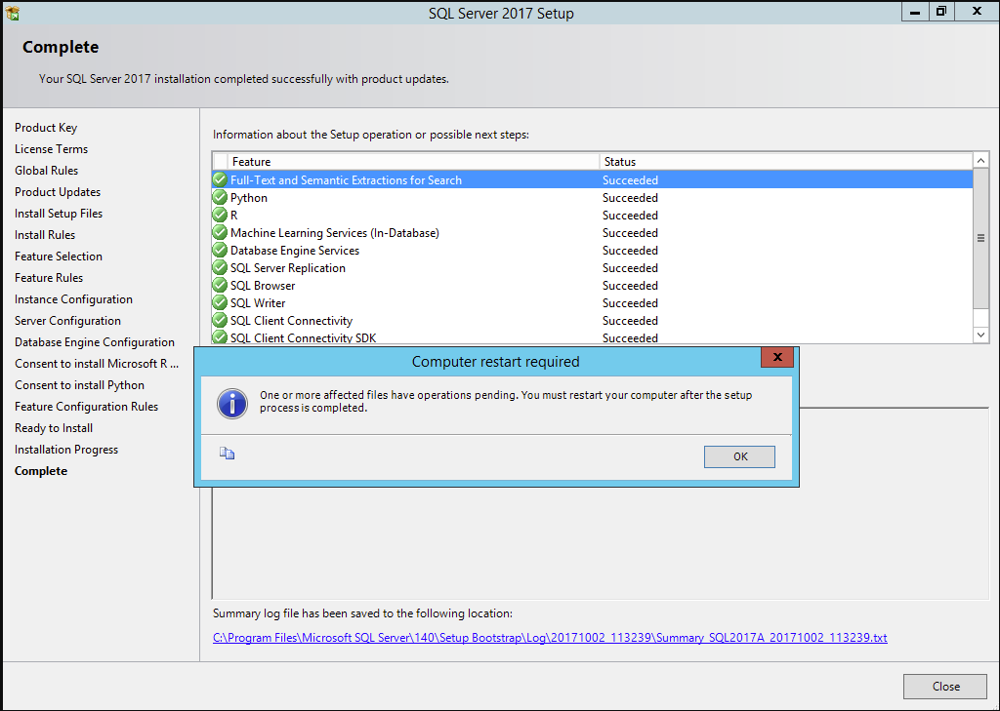 SQL Server 2017 Setup
Complete
Your SQL Server 2017 installation completed successfully with product updates.
Product Key
License Terms
Global Rules
Product Updates
Install Setup Files
Install Rules
Feature Selection
Feature Rules
Instance Configuration
Server Configuration
Database Engine Configuration
Consent to install Microsoft R ...
Consent to install Python
Feature Configuration Rules
Ready to Install
Installation Progress
Complete
Information about the Setup operation or possible next steps:
Feature Status
Full-Text and Semantic Extractions for Search Succeeded
Python Succeeded
R Succeeded
Machine Learning Services (In-Database) Succeeded
Database Engine Services Succeeded
SQL Server Replication Succeeded
SQL Browser Succeeded
SQL Writer Succeeded
SQL Client Connectivity Succeeded
SQL Client Connectivity SDK Succeeded
Computer restart required
One or more affected files have operations pending. You must restart your computer after the setup
process is completed.
OK
Summary log file has been saved to the following location:
C:\Program Files\Microsoft SQL Server\140\Setup Bootstrap\Log\20171002_113239\Summary_SQL2017A_20171002_113239.txt
Close